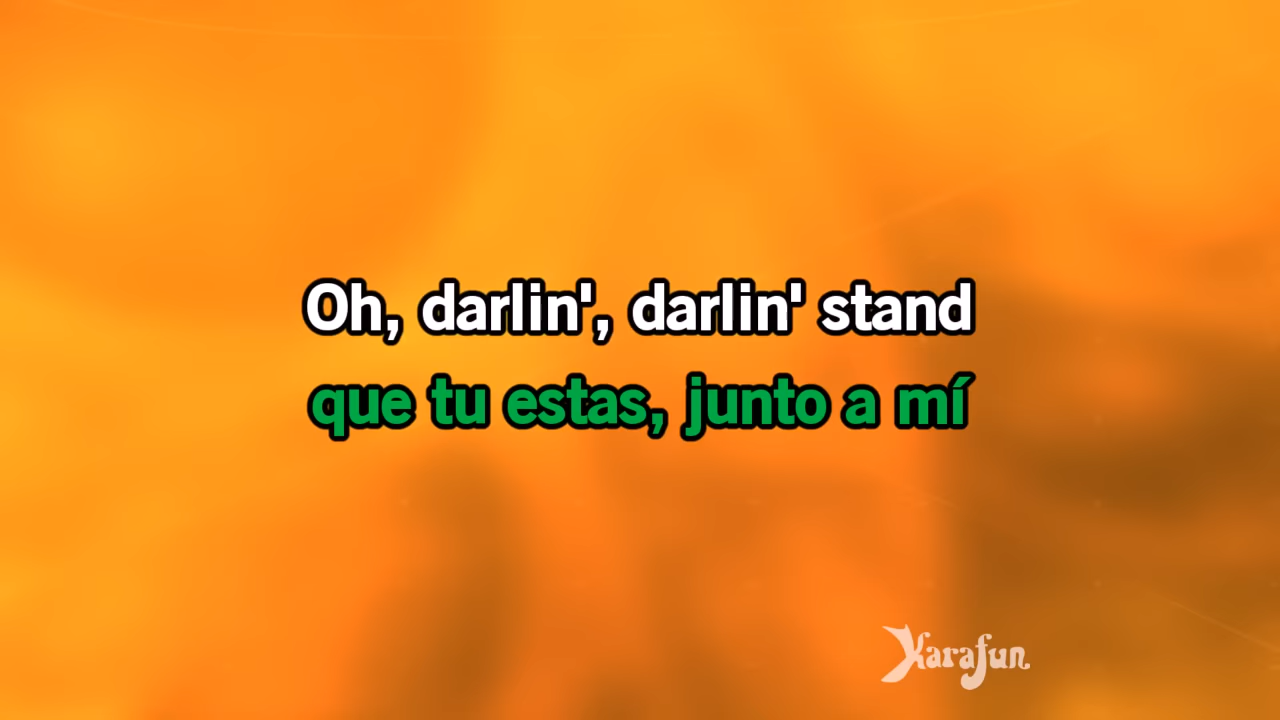 Oh, darlin', darlin' stand
que tu estas, junto a mí
Karafun